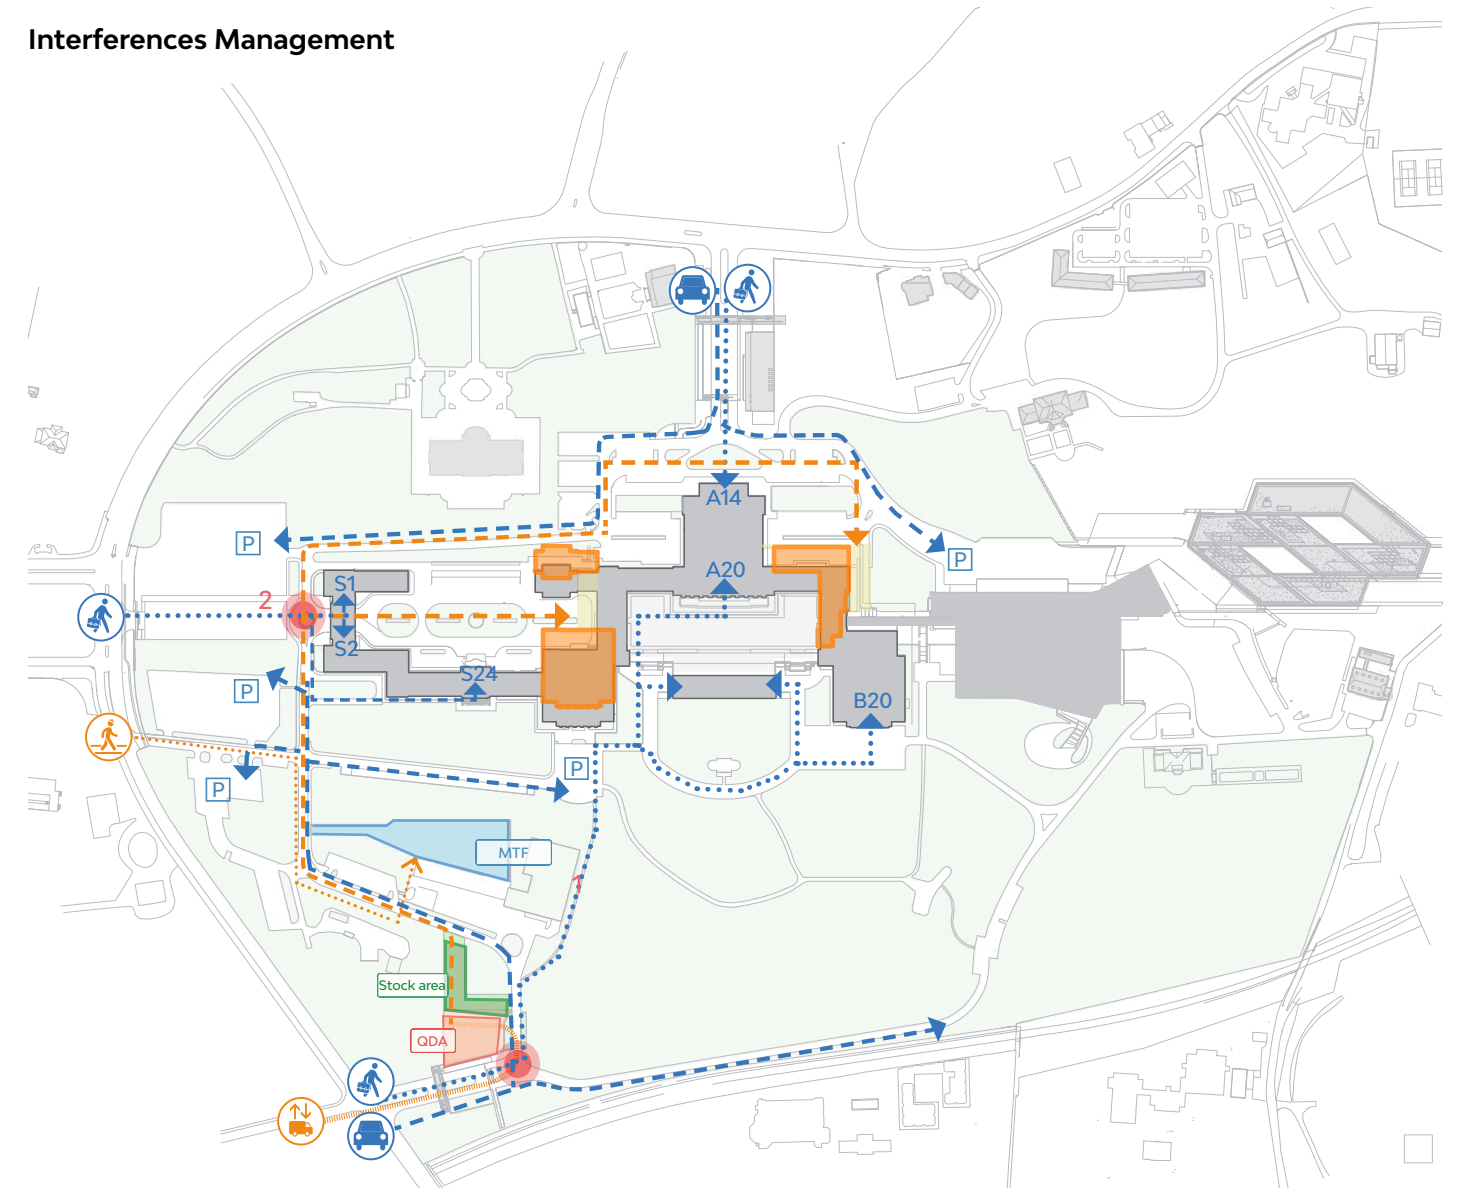 Interferences Management
A14
P
P
A20
S1
2
S2
S24
P
B20
P
P
MTF
1
Stock area
QDA